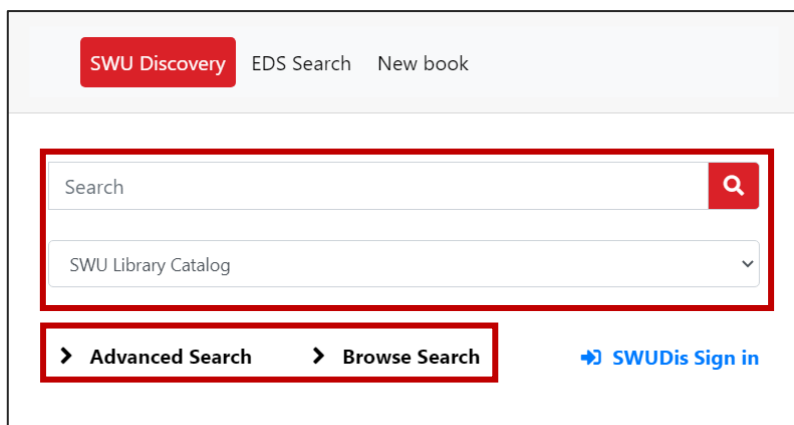 SWU Discovery EDS Search New book
Search
SWU Library Catalog
Advanced Search Browse Search SWUDis Sign in